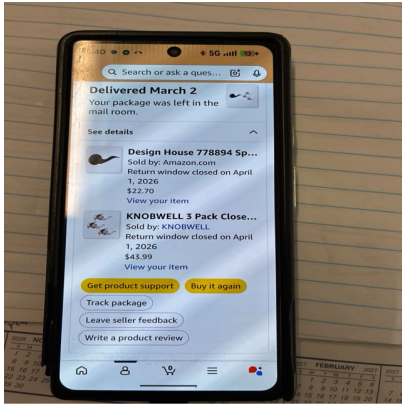 5G
Search or ask a ques...
Delivered March 2
Your package was left in the
mail room.
See details
Design House 778894 Sp...
Sold by: Amazon.com
Return window closed on April
1, 2026
$22.70
View your item
KNOBWELL 3 Pack Close...
Sold by: KNOBWELL
Return window closed on April
1, 2026
$43.99
View your item
Get product support
Buy it again
Track package
Leave seller feedback
Write a product review
FEBRUARY